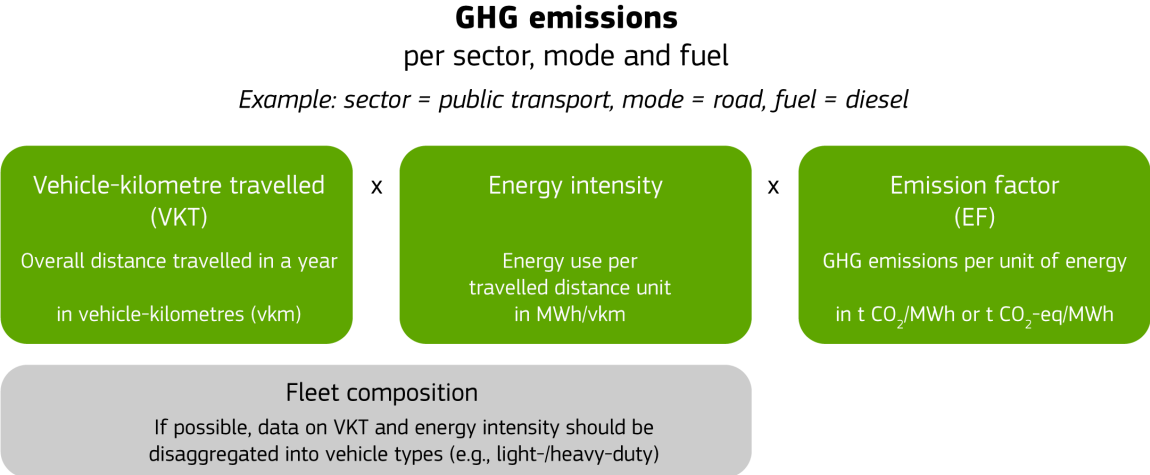 GHG emissions
per sector, mode and fuel
Example: sector = public transport, mode = road, fuel = diesel
Vehicle-kilometre travelled
(VKT)
Overall distance travelled in a year
in vehicle-kilometres (vkm)
x
Energy intensity
Energy use per
travelled distance unit
in MWh/vkm
x
Emission factor
(EF)
GHG emissions per unit of energy
in t CO₂/MWh or t CO₂-eq/MWh
Fleet composition
If possible, data on VKT and energy intensity should be
disaggregated into vehicle types (e.g., light-/heavy-duty)